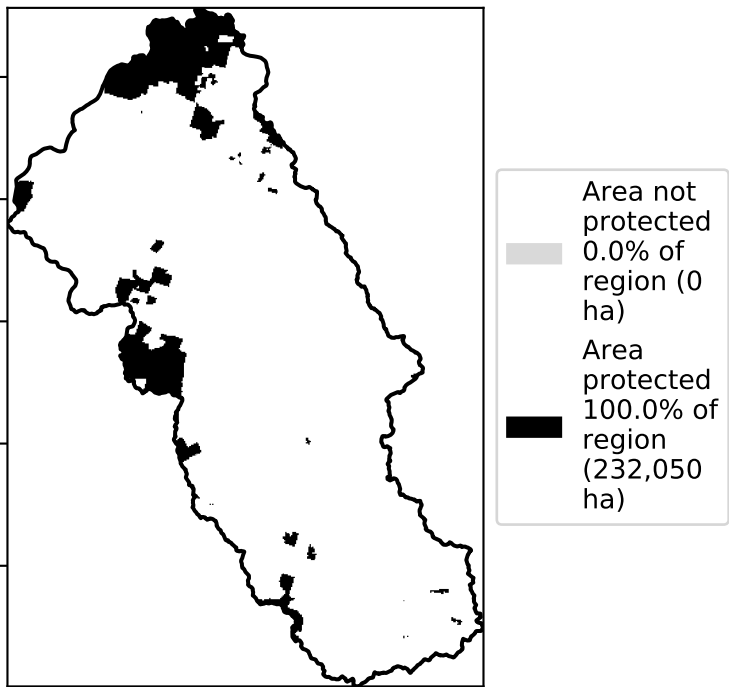 Area not
protected
0.0% of
region (0
ha)
Area
protected
100.0% of
region
(232,050
ha)